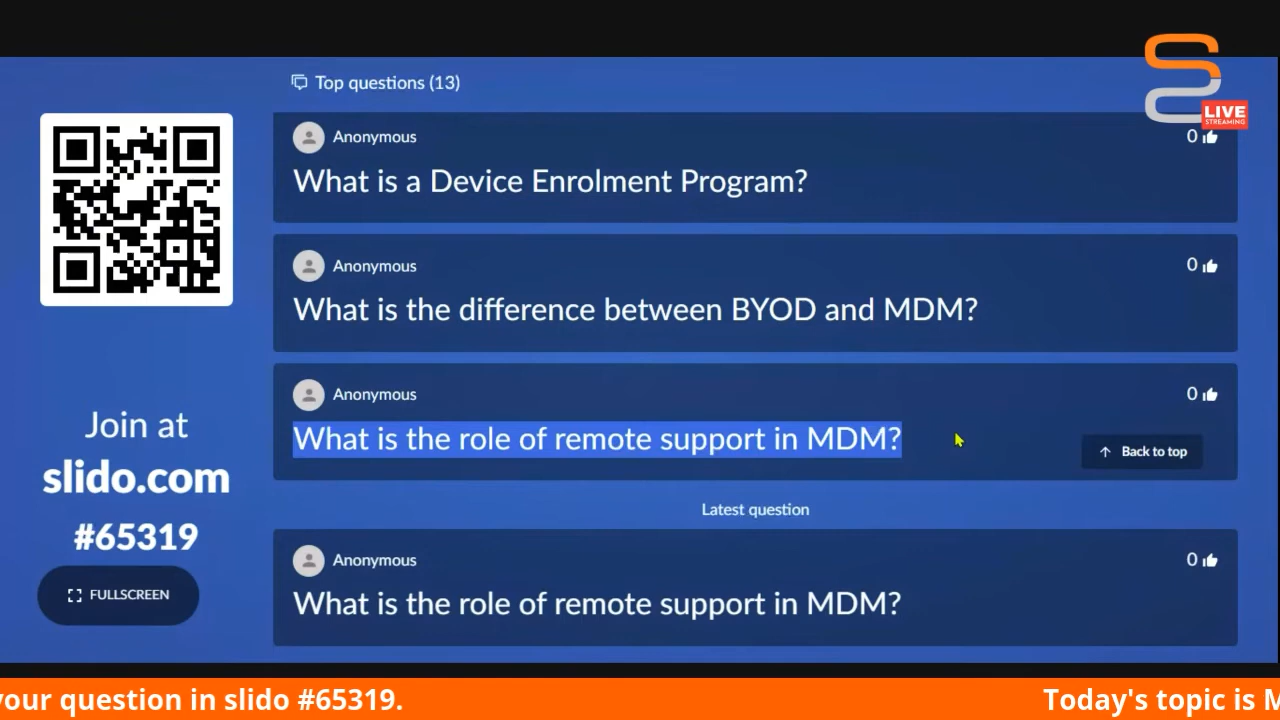 Top questions (13)
LIVE
STREAMING
Anonymous
0
What is a Device Enrolment Program?
Anonymous
0
What is the difference between BYOD and MDM?
Anonymous
0
What is the role of remote support in MDM?
Back to top
Latest question
Anonymous
0
What is the role of remote support in MDM?
Join at
slido.com
#65319
FULLSCREEN
your question in slido #65319.
Today's topic is M